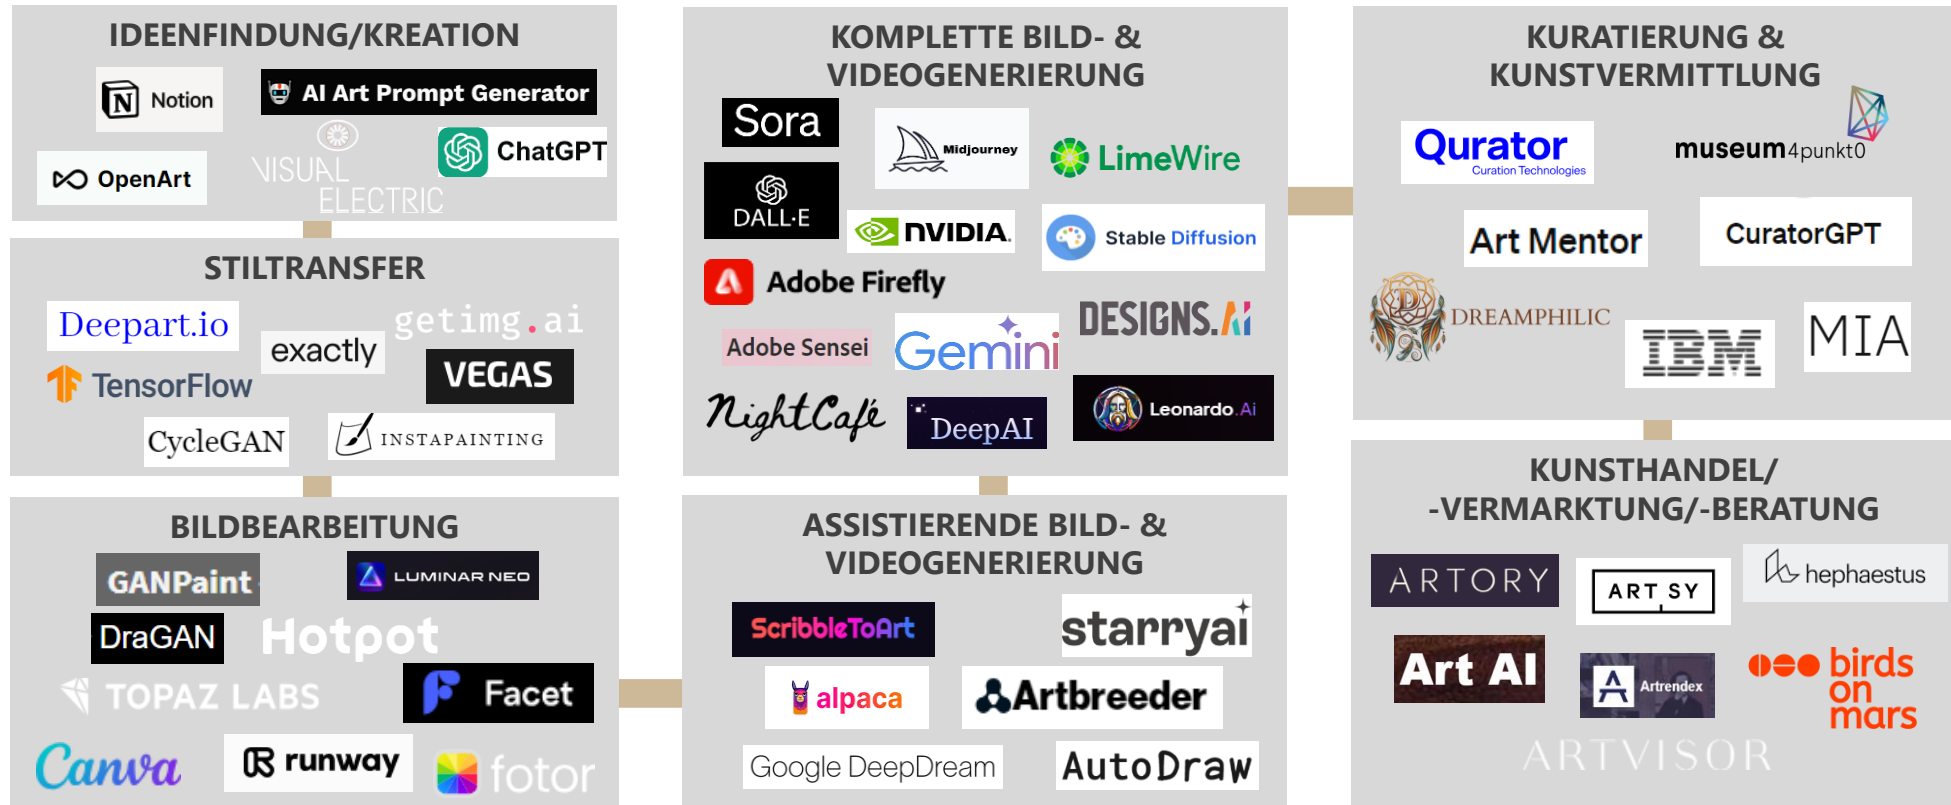 IDEENFINDUNG/KREATION
Notion
AI Art Prompt Generator
OpenArt
VISUAL
ELECTRIC
ChatGPT
STILTRANSFER
Deepart.io
exactly
getimg.ai
TensorFlow
VEGAS
CycleGAN
INSTAPAINTING
BILDBEARBEITUNG
GANPaint
LUMINAR NEO
DraGAN
Hotpot
TOPAZ LABS
Facet
Canva
runway
fotor
KOMPLETTE BILD- &
VIDEOGENERIERUNG
Sora
Midjourney
LimeWire
DALL·E
NVIDIA.
Stable Diffusion
Adobe Firefly
DESIGNS.Ai
Adobe Sensei
Gemini
NightCafé
DeepAI
Leonardo.Ai
ASSISTIERENDE BILD- &
VIDEOGENERIERUNG
ScribbleToArt
starryai
alpaca
Artbreeder
Google DeepDream
AutoDraw
KURATIERUNG &
KUNSTVERMITTLUNG
Qurator
Curation Technologies
museum4punkt0
Art Mentor
CuratorGPT
DREAMPHILIC
IBM
MIA
KUNSTHANDEL/
-VERMARKTUNG/-BERATUNG
ARTORY
ARTSY
hephaestus
Art AI
Artrendex
birds
on
mars
ARTVISOR